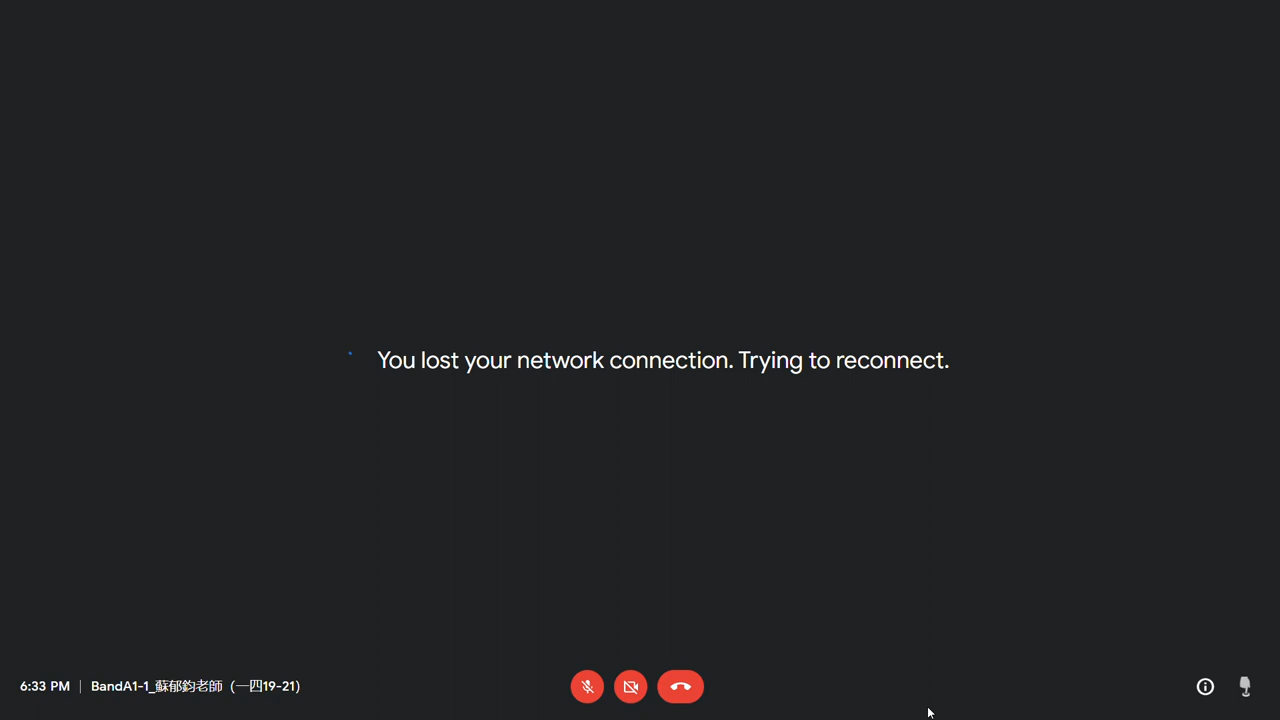 You lost your network connection. Trying to reconnect.
6:33 PM | BandA1-1_蘇郁鈞老師 (一四19-21)